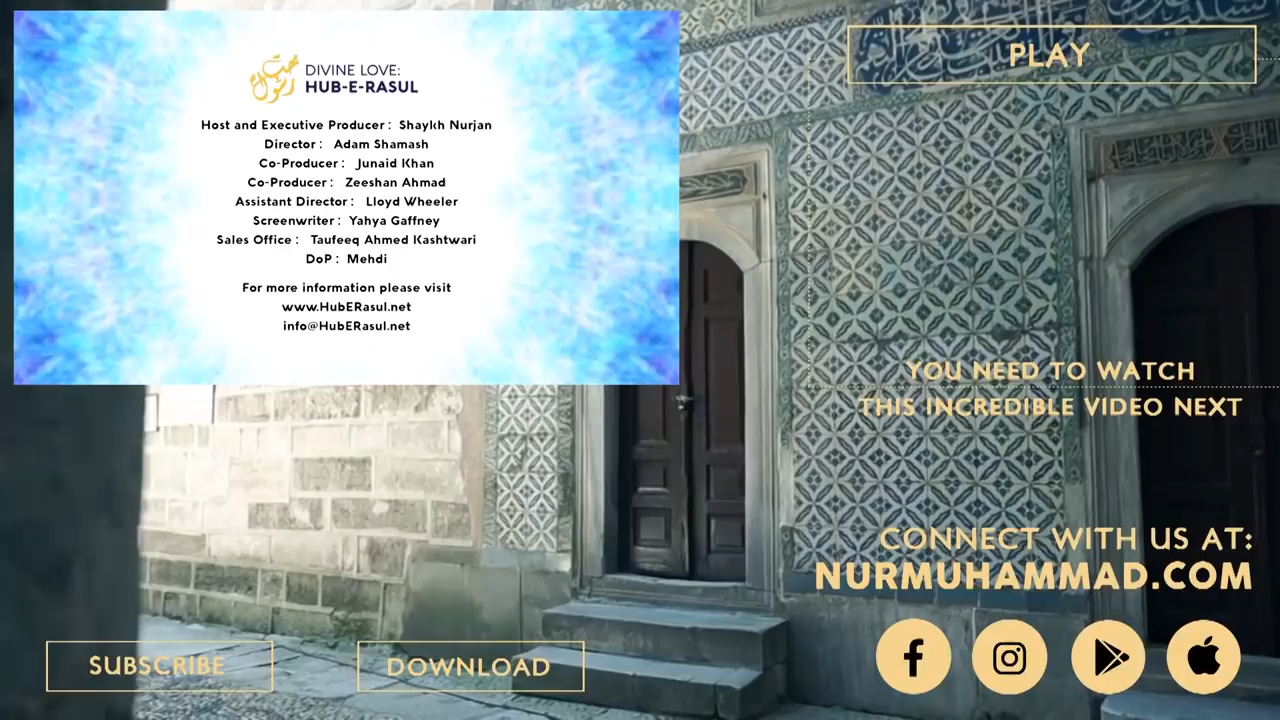 DIVINE LOVE:
HUB-E-RASUL
Host and Executive Producer : Shaykh Nurjan
Director : Adam Shamash
Co-Producer : Junaid Khan
Co-Producer : Zeeshan Ahmad
Assistant Director : Lloyd Wheeler
Screenwriter : Yahya Gaffney
Sales Office : Taufeeq Ahmed Kashtwari
DoP : Mehdi
For more information please visit
www.HubERasul.net
info@HubERasul.net
PLAY
YOU NEED TO WATCH
THIS INCREDIBLE VIDEO NEXT
CONNECT WITH US AT:
NURMUHAMMAD.COM
SUBSCRIBE
DOWNLOAD